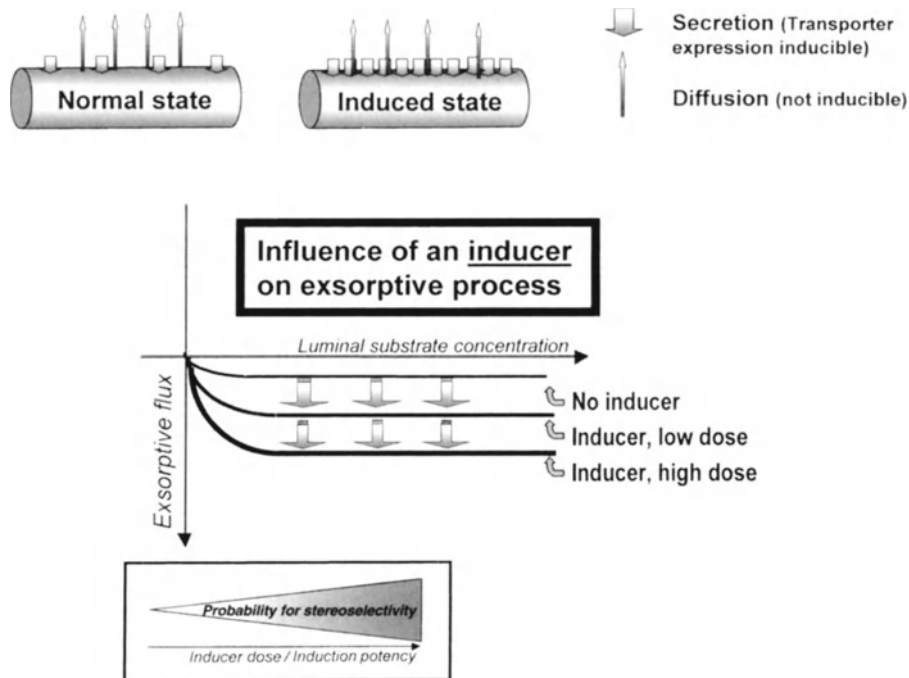 Secretion (Transporter
expression inducible)
Normal state
Induced state
Diffusion (not inducible)
Influence of an inducer
on exsorptive process
Luminal substrate concentration
Exsorptive flux
No inducer
Inducer, low dose
Inducer, high dose
Probability for stereoselectivity
Inducer dose / Induction potency